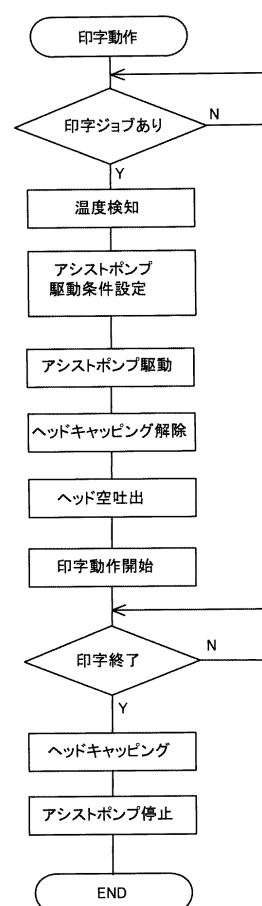 印字動作
印字ジョブあり
N
Y
温度検知
アシストポンプ
駆動条件設定
アシストポンプ駆動
ヘッドキャッピング解除
ヘッド空吐出
印字動作開始
印字終了
N
Y
ヘッドキャッピング
アシストポンプ停止
END